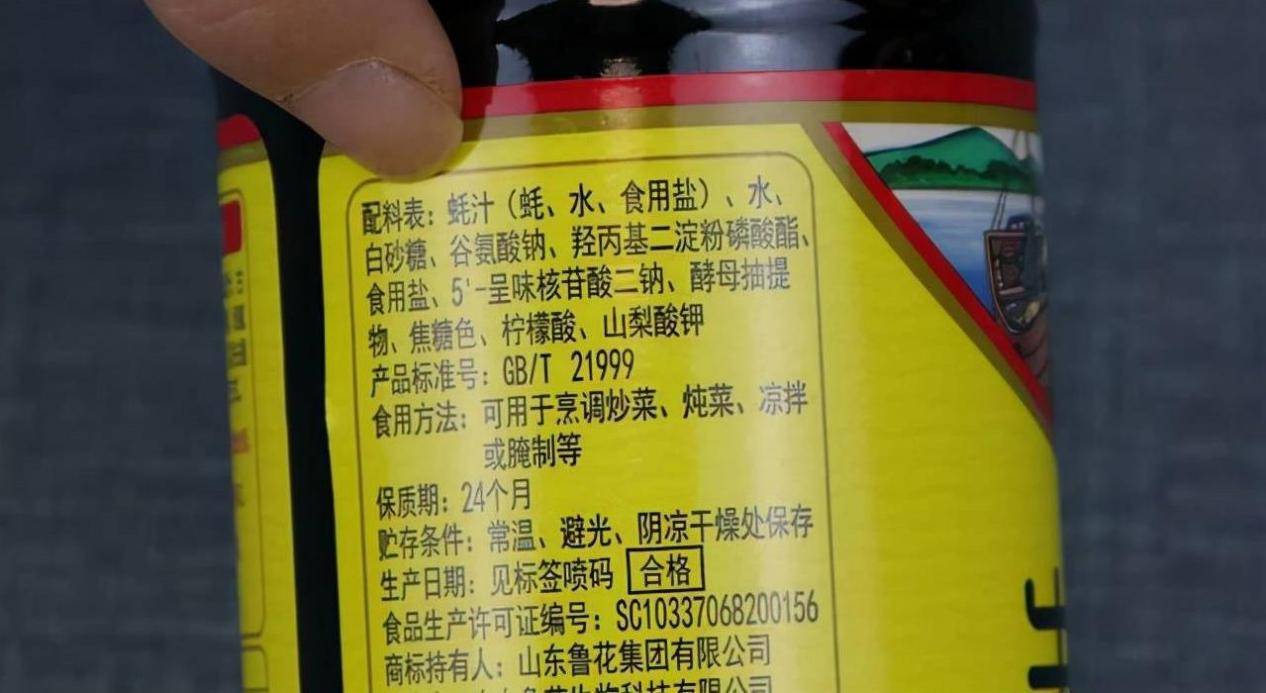 配料表：蚝汁（蚝、水、食用盐）、水、
白砂糖、谷氨酸钠、羟丙基二淀粉磷酸酯、
食用盐、5'-呈味核苷酸二钠、酵母抽提
物、焦糖色、柠檬酸、山梨酸钾
产品标准号：GB/T 21999
食用方法：可用于烹调炒菜、炖菜、凉拌
或腌制等
保质期：24个月
贮存条件：常温、避光、阴凉干燥处保存
生产日期：见标签喷码 合格
食品生产许可证编号：SC10337068200156
商标持有人：山东鲁花集团有限公司